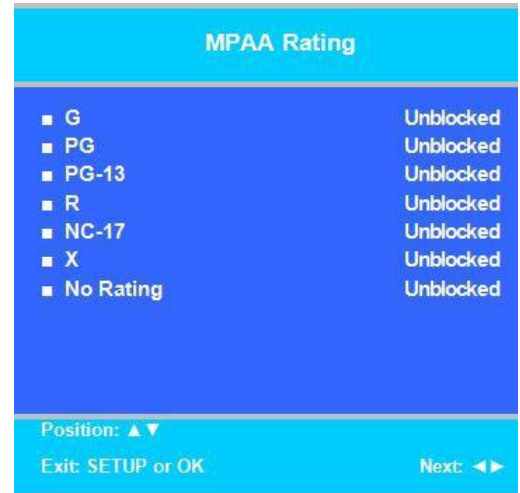 MPAA Rating
■ G Unblocked
■ PG Unblocked
■ PG-13 Unblocked
■ R Unblocked
■ NC-17 Unblocked
■ X Unblocked
■ No Rating Unblocked
Position: ▲▼
Exit: SETUP or OK Next: ◄►